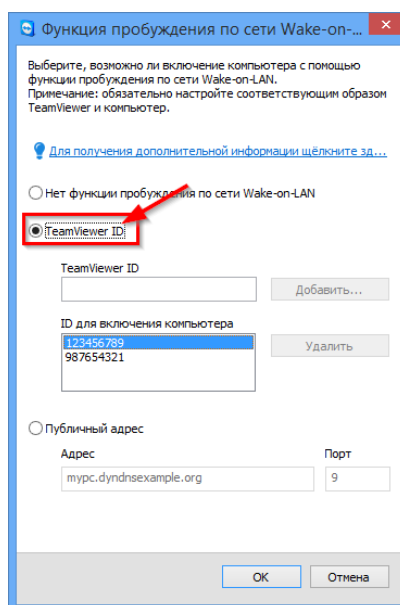 Функция пробуждения по сети Wake-on-...
Выберите, возможно ли включение компьютера с помощью
функции пробуждения по сети Wake-on-LAN.
Примечание: обязательно настройте соответствующим образом
TeamViewer и компьютер.
Для получения дополнительной информации щёлкните зд...
Нет функции пробуждения по сети Wake-on-LAN
TeamViewer ID
TeamViewer ID
Добавить...
ID для включения компьютера
123456789
987654321
Удалить
Публичный адрес
Адрес Порт
mypc.dyndnsexample.org 9
OK Отмена